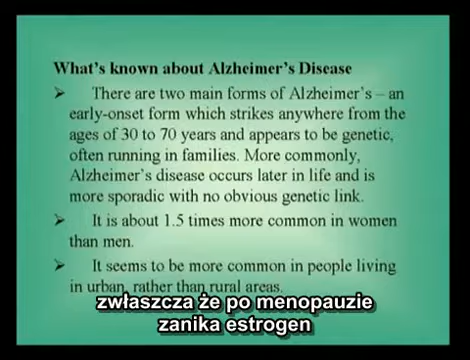 What's known about Alzheimer's Disease
There are two main forms of Alzheimer's – an
early-onset form which strikes anywhere from the
ages of 30 to 70 years and appears to be genetic,
often running in families. More commonly,
Alzheimer's disease occurs later in life and is
more sporadic with no obvious genetic link.
It is about 1.5 times more common in women
than men.
It seems to be more common in people living
in urban, rather than rural areas.
zwłaszcza że po menopauzie
zanika estrogen